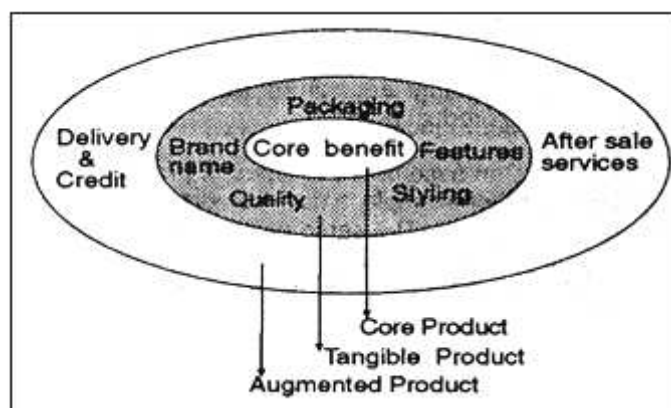 Packaging
Delivery
&
Credit
Brand
name
Core benefit
Features
After sale
services
Quality
Styling
Core Product
Tangible Product
Augmented Product